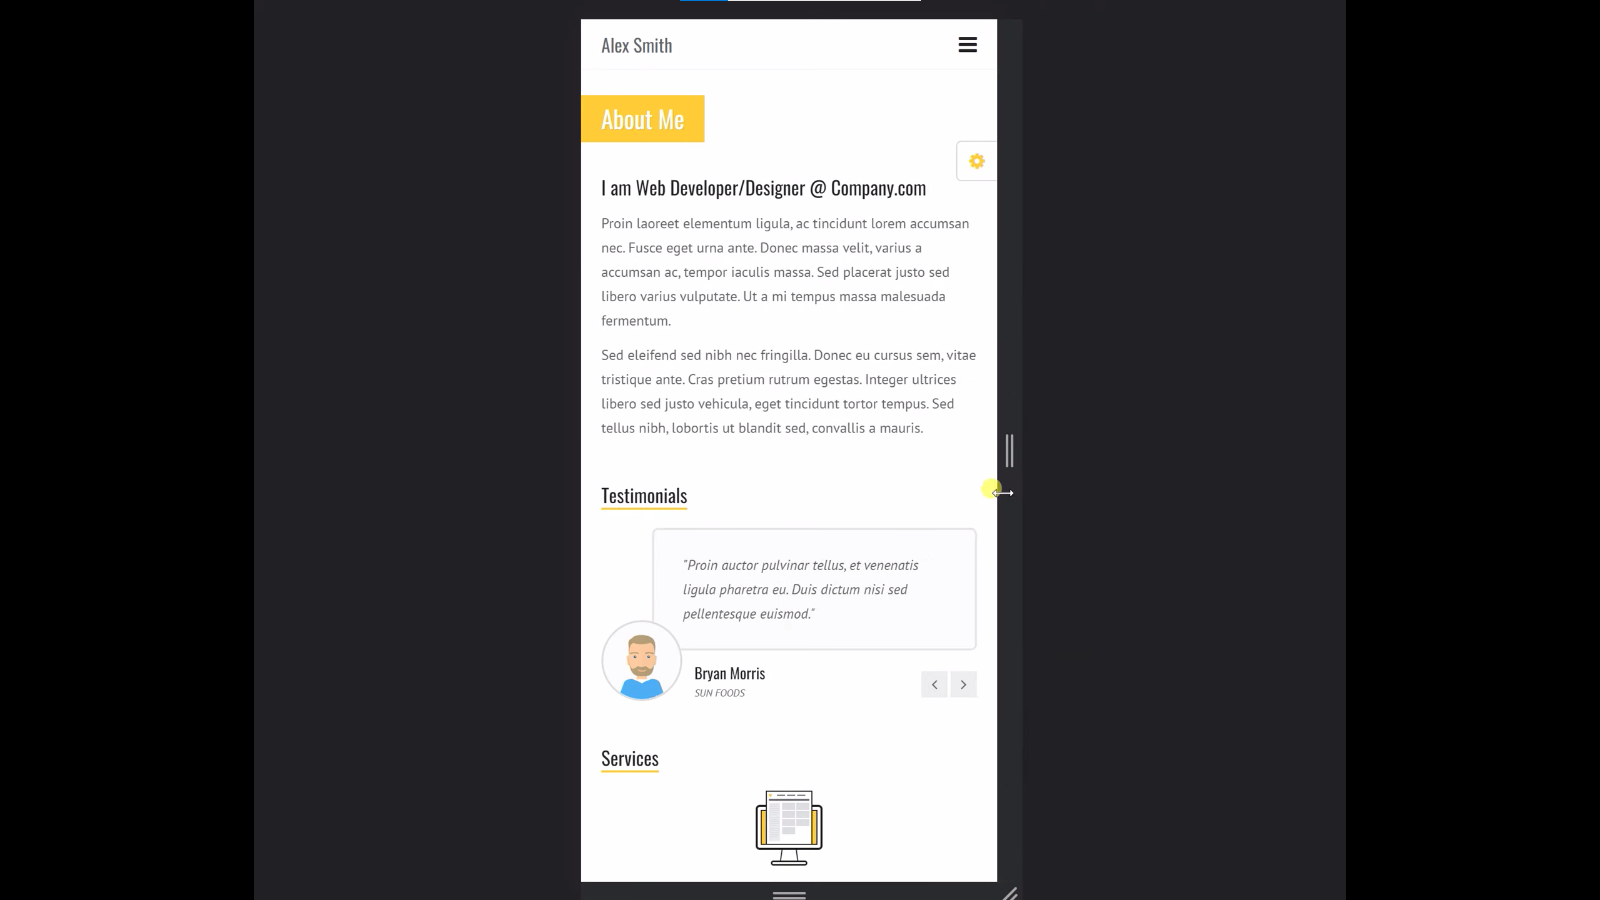 Alex Smith
About Me
I am Web Developer/Designer @ Company.com
Proin laoreet elementum ligula, ac tincidunt lorem accumsan
nec. Fusce eget urna ante. Donec massa velit, varius a
accumsan ac, tempor iaculis massa. Sed placerat justo sed
libero varius vulputate. Ut a mi tempus massa malesuada
fermentum.
Sed eleifend sed nibh nec fringilla. Donec eu cursus sem, vitae
tristique ante. Cras pretium rutrum egestas. Integer ultrices
libero sed justo vehicula, eget tincidunt tortor tempus. Sed
tellus nibh, lobortis ut blandit sed, convallis a mauris.
Testimonials
"Proin auctor pulvinar tellus, et venenatis
ligula pharetra eu. Duis dictum nisi sed
pellentesque euismod."
Bryan Morris
SUN FOODS
Services